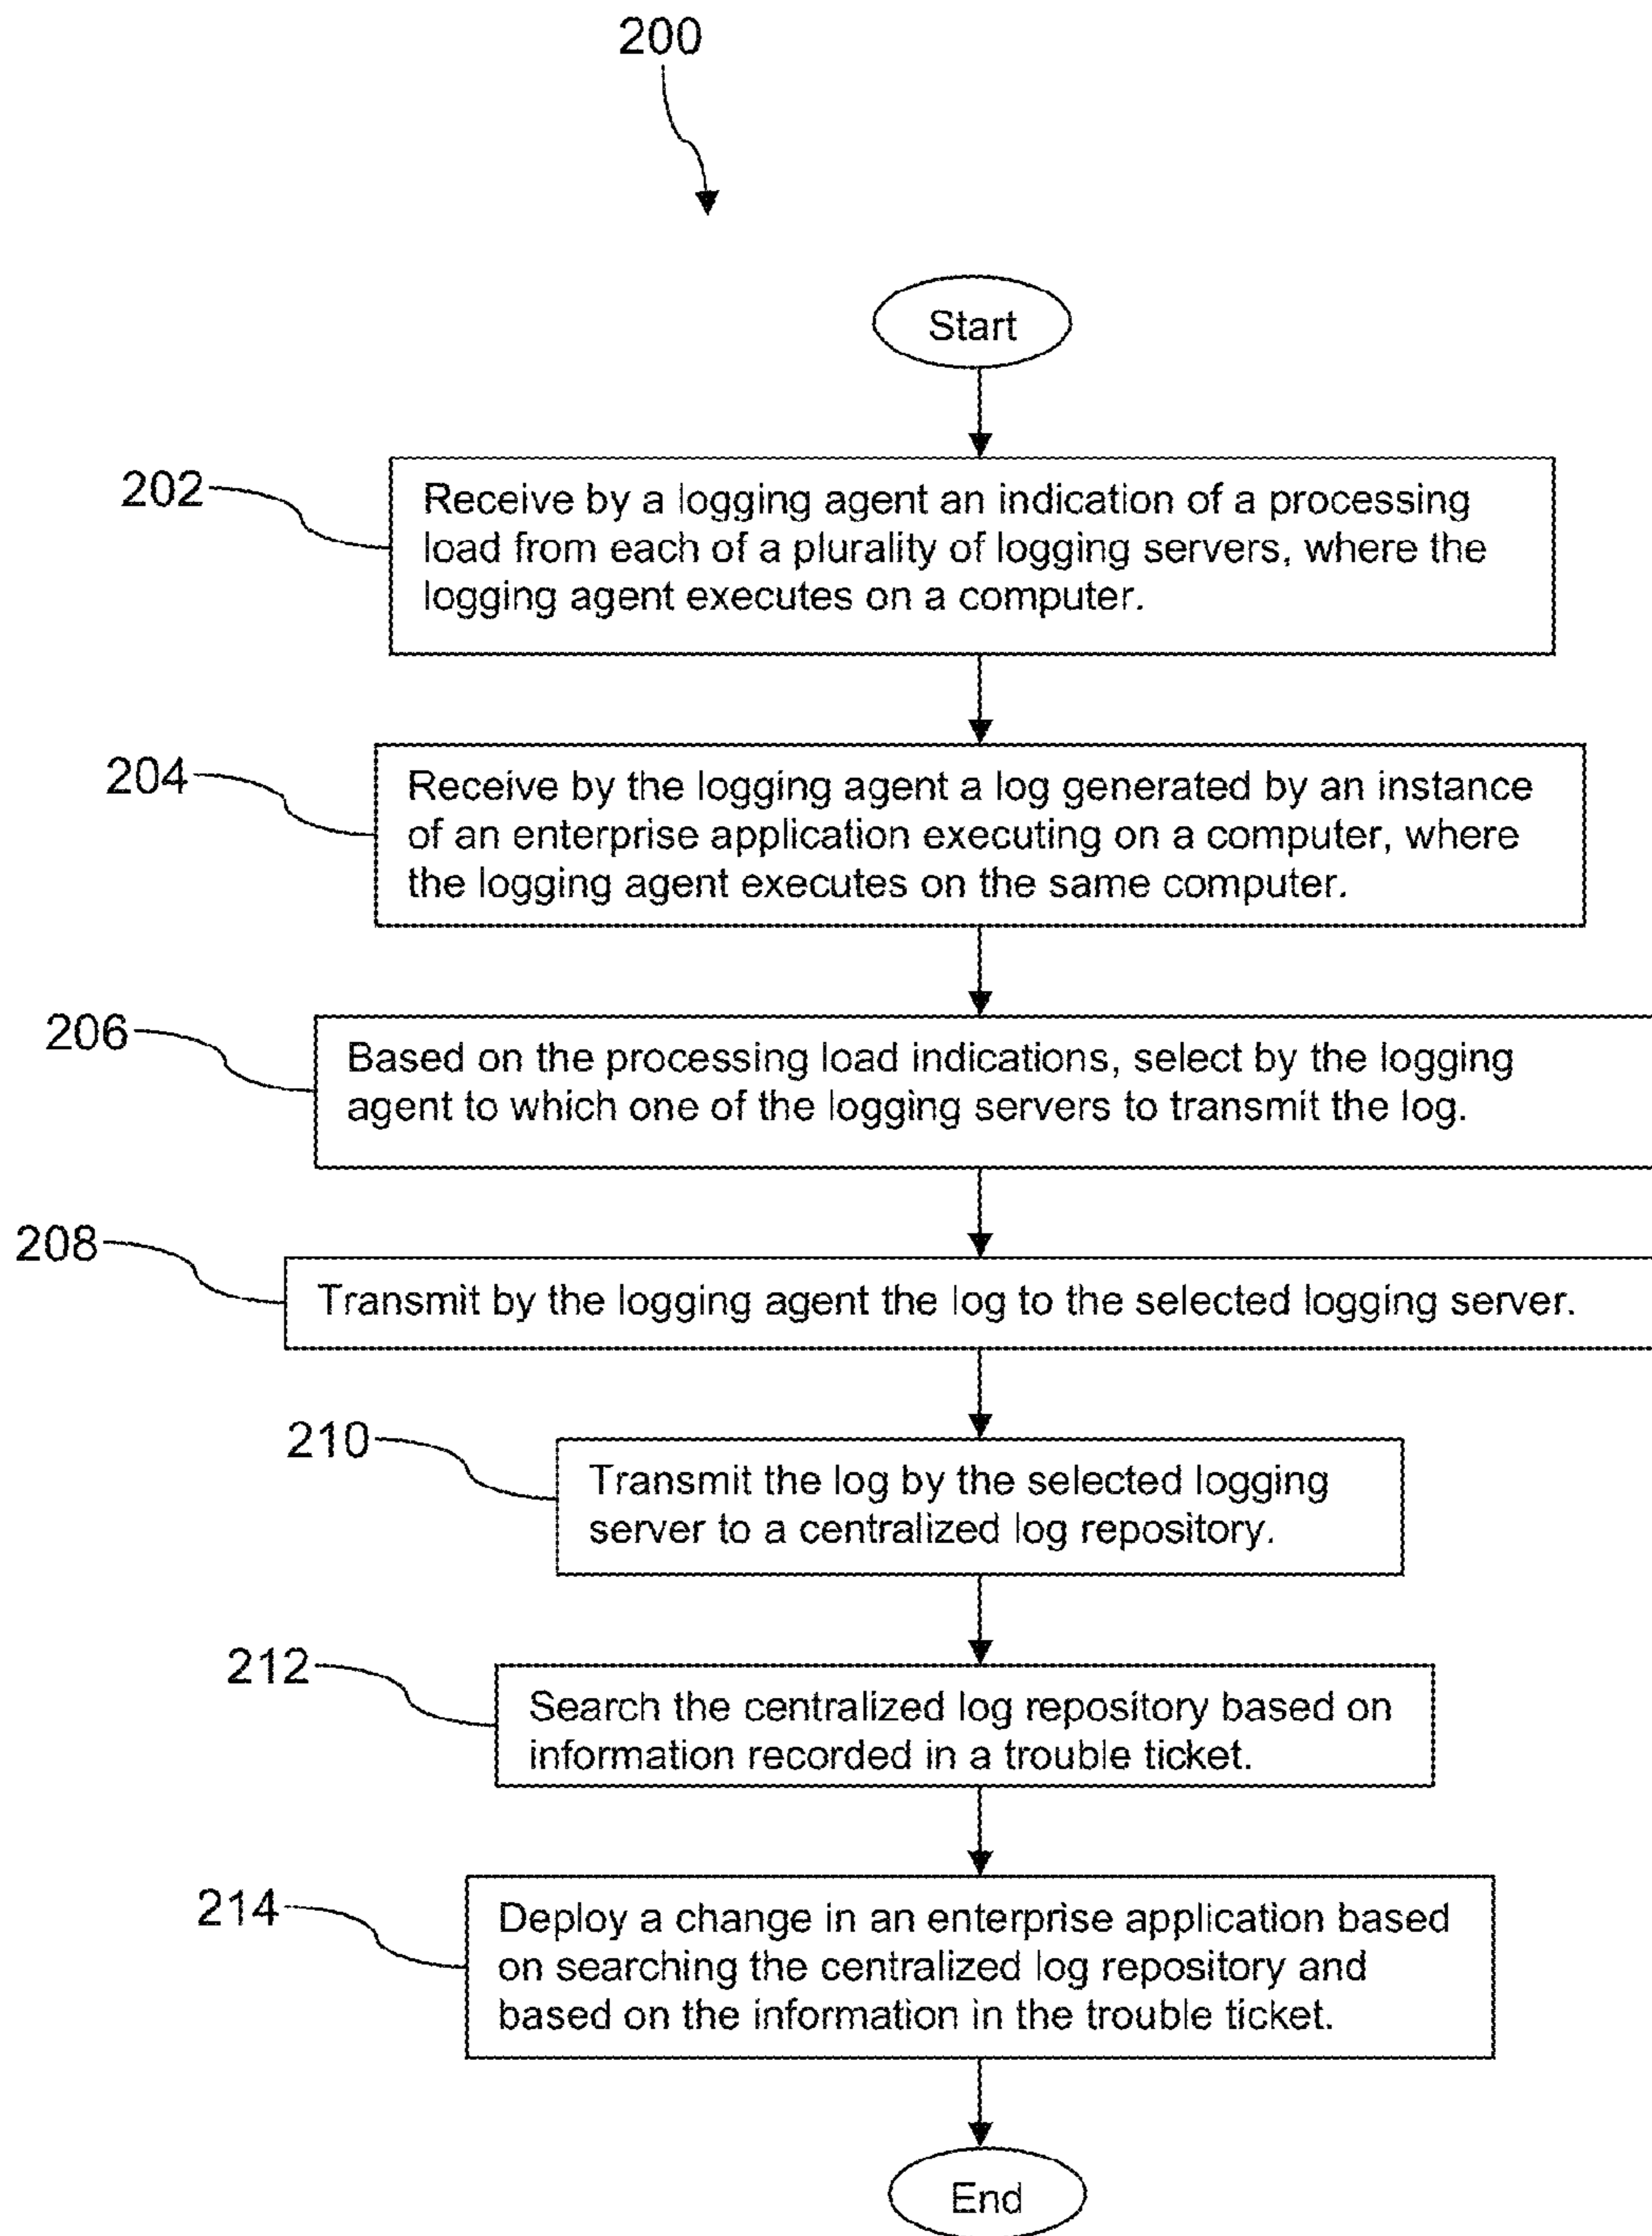 200
Start
202
Receive by a logging agent an indication of a processing
load from each of a plurality of logging servers, where the
logging agent executes on a computer.
204
Receive by the logging agent a log generated by an instance
of an enterprise application executing on a computer, where
the logging agent executes on the same computer.
206
Based on the processing load indications, select by the logging
agent to which one of the logging servers to transmit the log.
208
Transmit by the logging agent the log to the selected logging server.
210
Transmit the log by the selected logging
server to a centralized log repository.
212
Search the centralized log repository based on
information recorded in a trouble ticket.
214
Deploy a change in an enterprise application based
on searching the centralized log repository and
based on the information in the trouble ticket.
End